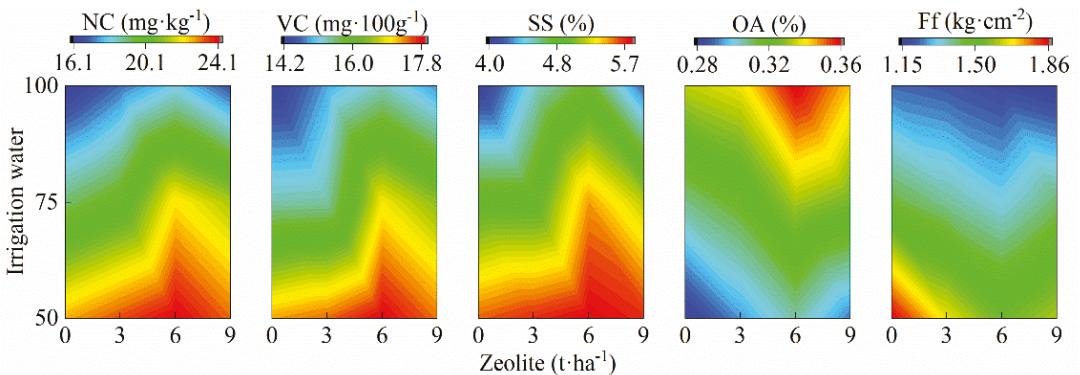 NC (mg·kg⁻¹) VC (mg·100g⁻¹) SS (%) OA (%) Ff (kg·cm⁻²)
16.1 20.1 24.1 14.2 16.0 17.8 4.0 4.8 5.7 0.28 0.32 0.36 1.15 1.50 1.86
100
75
50
Irrigation water
0 3 6 9 0 3 6 9 0 3 6 9 0 3 6 9 0 3 6 9
Zeolite (t·ha⁻¹)